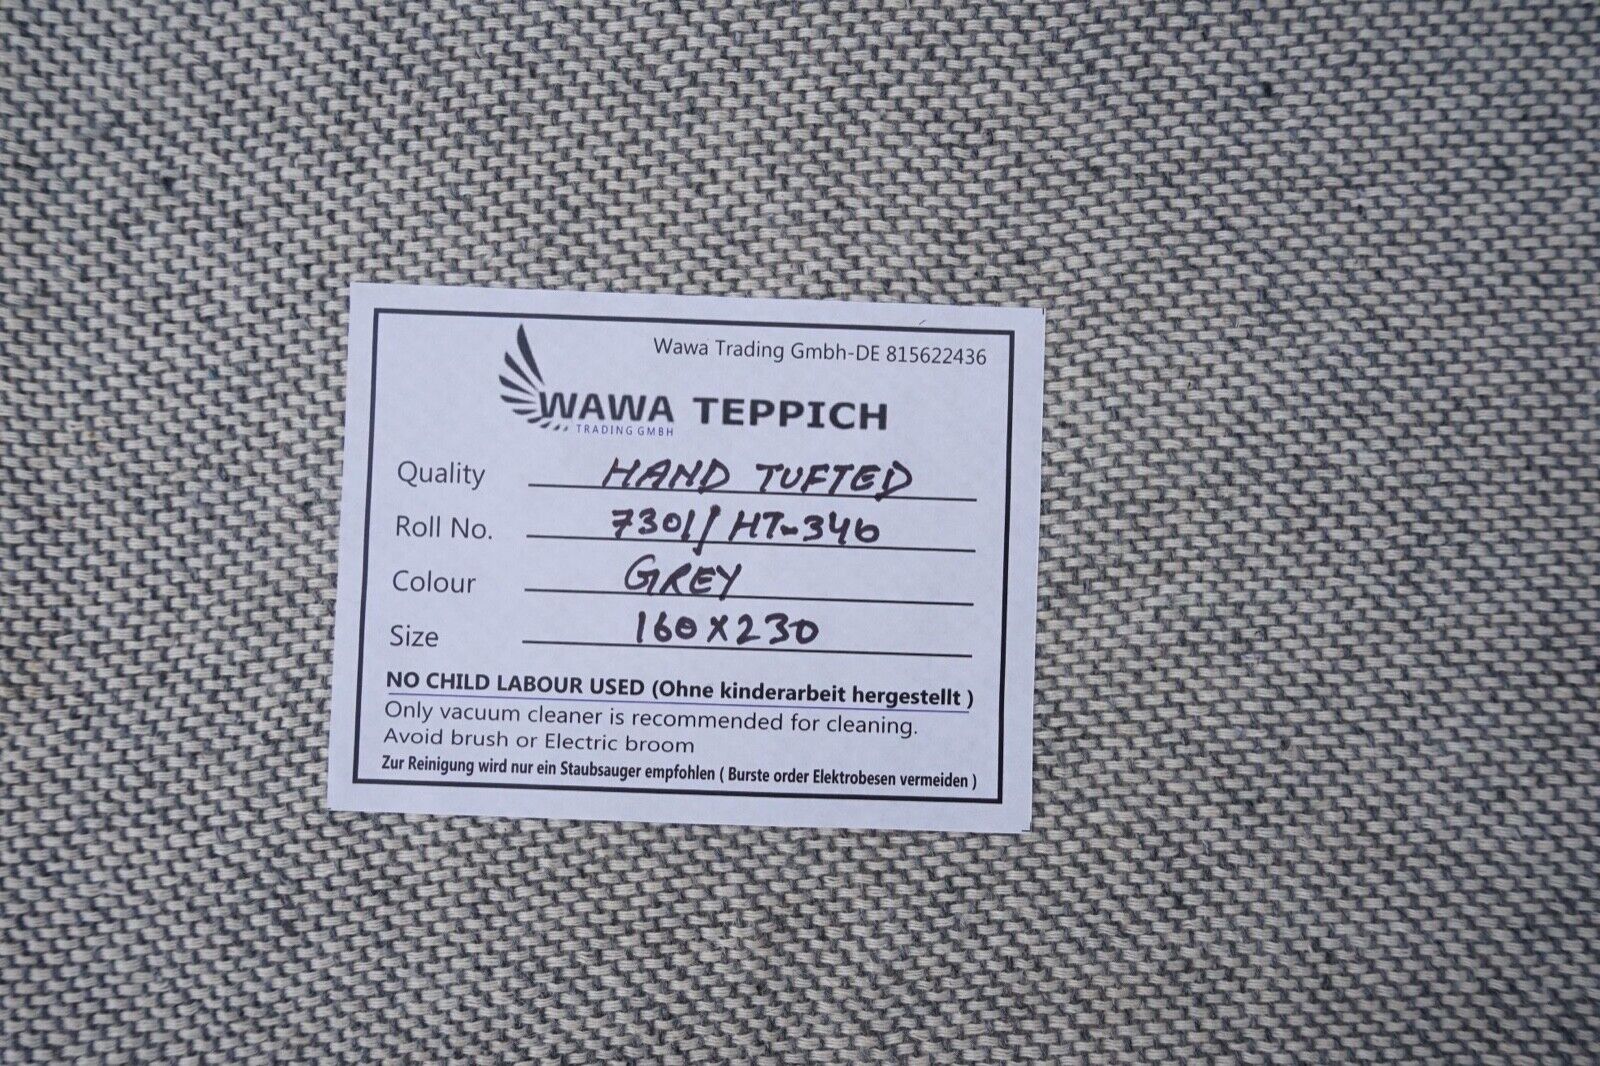 Wawa Trading Gmbh-DE 815622436
WAWA TEPPICH
TRADING GMBH
Quality HAND TUFTED
Roll No. 7301/HT-346
Colour GREY
Size 160X230
NO CHILD LABOUR USED (Ohne kinderarbeit hergestellt )
Only vacuum cleaner is recommended for cleaning.
Avoid brush or Electric broom
Zur Reinigung wird nur ein Staubsauger empfohlen ( Burste order Elektrobesen vermeiden )